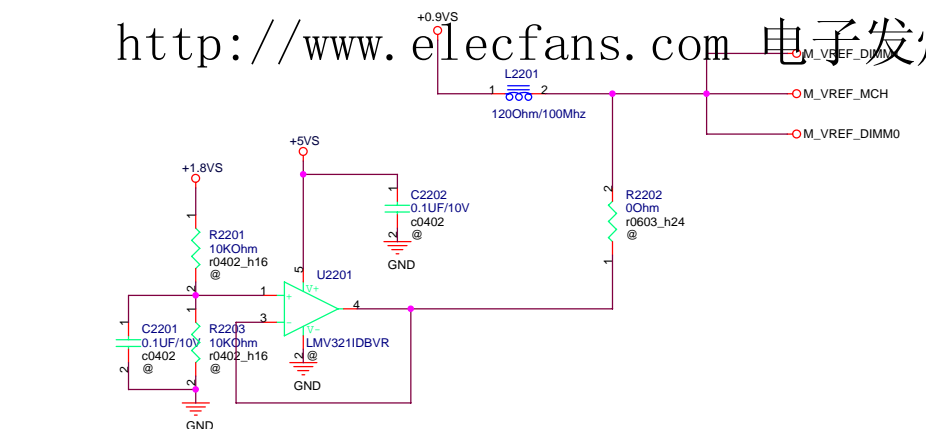 http://www.elecfans.com 电子发
+0.9VS
L2201
1 2
120Ohm/100Mhz
M_VREF_DIMM
M_VREF_MCH
M_VREF_DIMM0
+5VS
+1.8VS
1
C2202
0.1UF/10V
c0402
@
2
GND
2
R2202
0Ohm
r0603_h24
@
1
1
R2201
10KOhm
r0402_h16
@
2
5
U2201
V+
1
+
3
-
4
V-
LMV321IDBVR
@
2
GND
1
C2201
0.1UF/10V
c0402
@
2
1
R2203
10KOhm
r0402_h16
@
2
GND